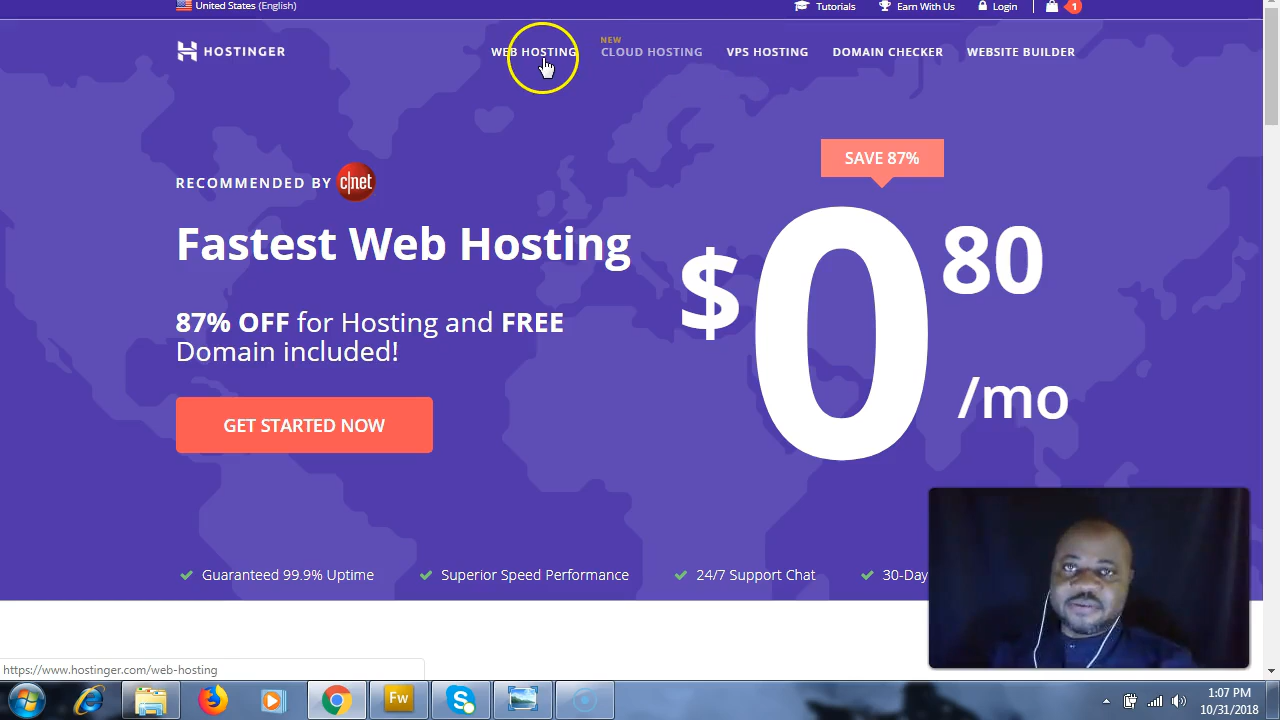 United States (English)
Tutorials
Earn With Us
Login
1
HOSTINGER
WEB HOSTING
NEW
CLOUD HOSTING
VPS HOSTING
DOMAIN CHECKER
WEBSITE BUILDER
SAVE 87%
RECOMMENDED BY c|net
Fastest Web Hosting
$0 80
/mo
87% OFF for Hosting and FREE
Domain included!
GET STARTED NOW
Guaranteed 99.9% Uptime
Superior Speed Performance
24/7 Support Chat
30-Day
https://www.hostinger.com/web-hosting
Fw
1:07 PM
10/31/2018